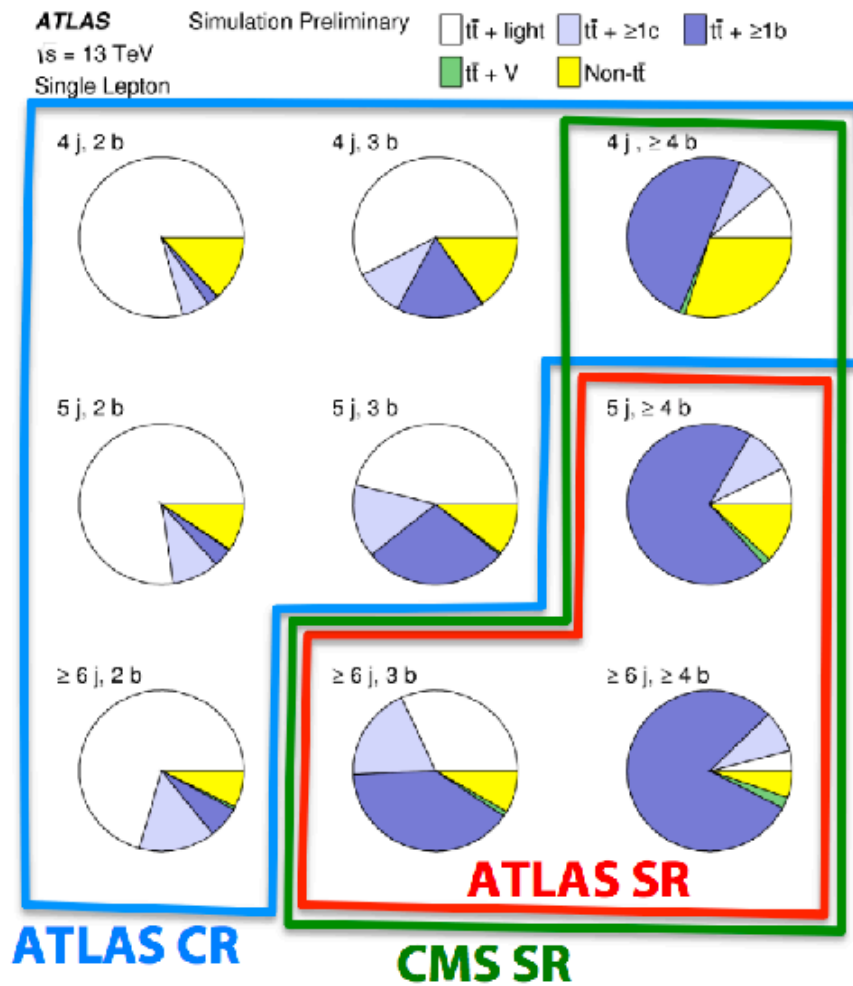 ATLAS Simulation Preliminary
√s = 13 TeV
Single Lepton
tt̄ + light tt̄ + ≥1c tt̄ + ≥1b
tt̄ + V Non-tt̄
4 j, 2 b 4 j, 3 b 4 j , ≥ 4 b
5 j, 2 b 5 j, 3 b 5 j, ≥ 4 b
≥ 6 j, 2 b ≥ 6 j, 3 b ≥ 6 j, ≥ 4 b
ATLAS SR
ATLAS CR
CMS SR